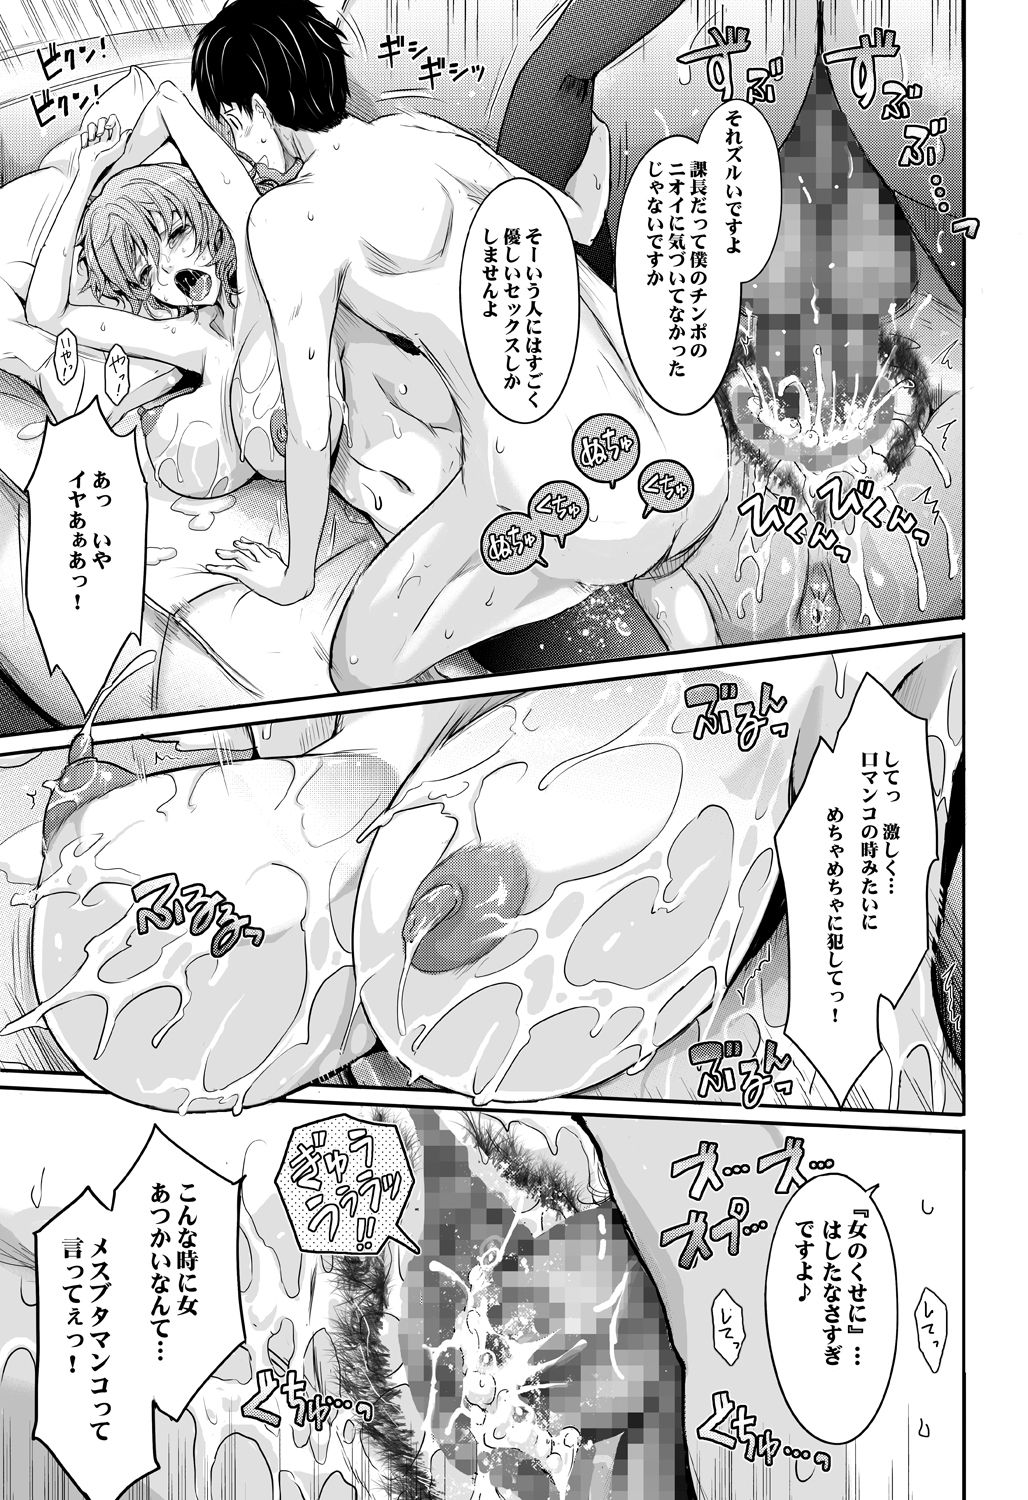 それズルいですよ
課長だって僕のチンポの
ニオイに気づいてなかった
じゃないですか
そーいう人にはすごく
優しいセックスしか
しませんよ
ずぶ
ずぶぶ…っ
ギシ
ギシッ
ビクン！
ビクン！
いやっ…！
やっ…！
ぬちゅ
くちゅ
くちゅ
ぬちゅ
びくんっ
びくんっ
あっ いや
イヤぁぁあっ！
してっ 激しく…
口マンコの時みたいに
めちゃめちゃに犯してっ！
ぶるんっ
ぶるるんっ
ぶるんっ
『女のくせに』…
はしたなさすぎ
ですよ♪
ズ…ズ…
ズプ…
してっ
してっ
ぎゅうううぅぅッ!!
ぐちゅ…っ
ぐちゅ…っ
こんな時に女
あつかいなんて…
メスブタマンコって
言ってぇっ！